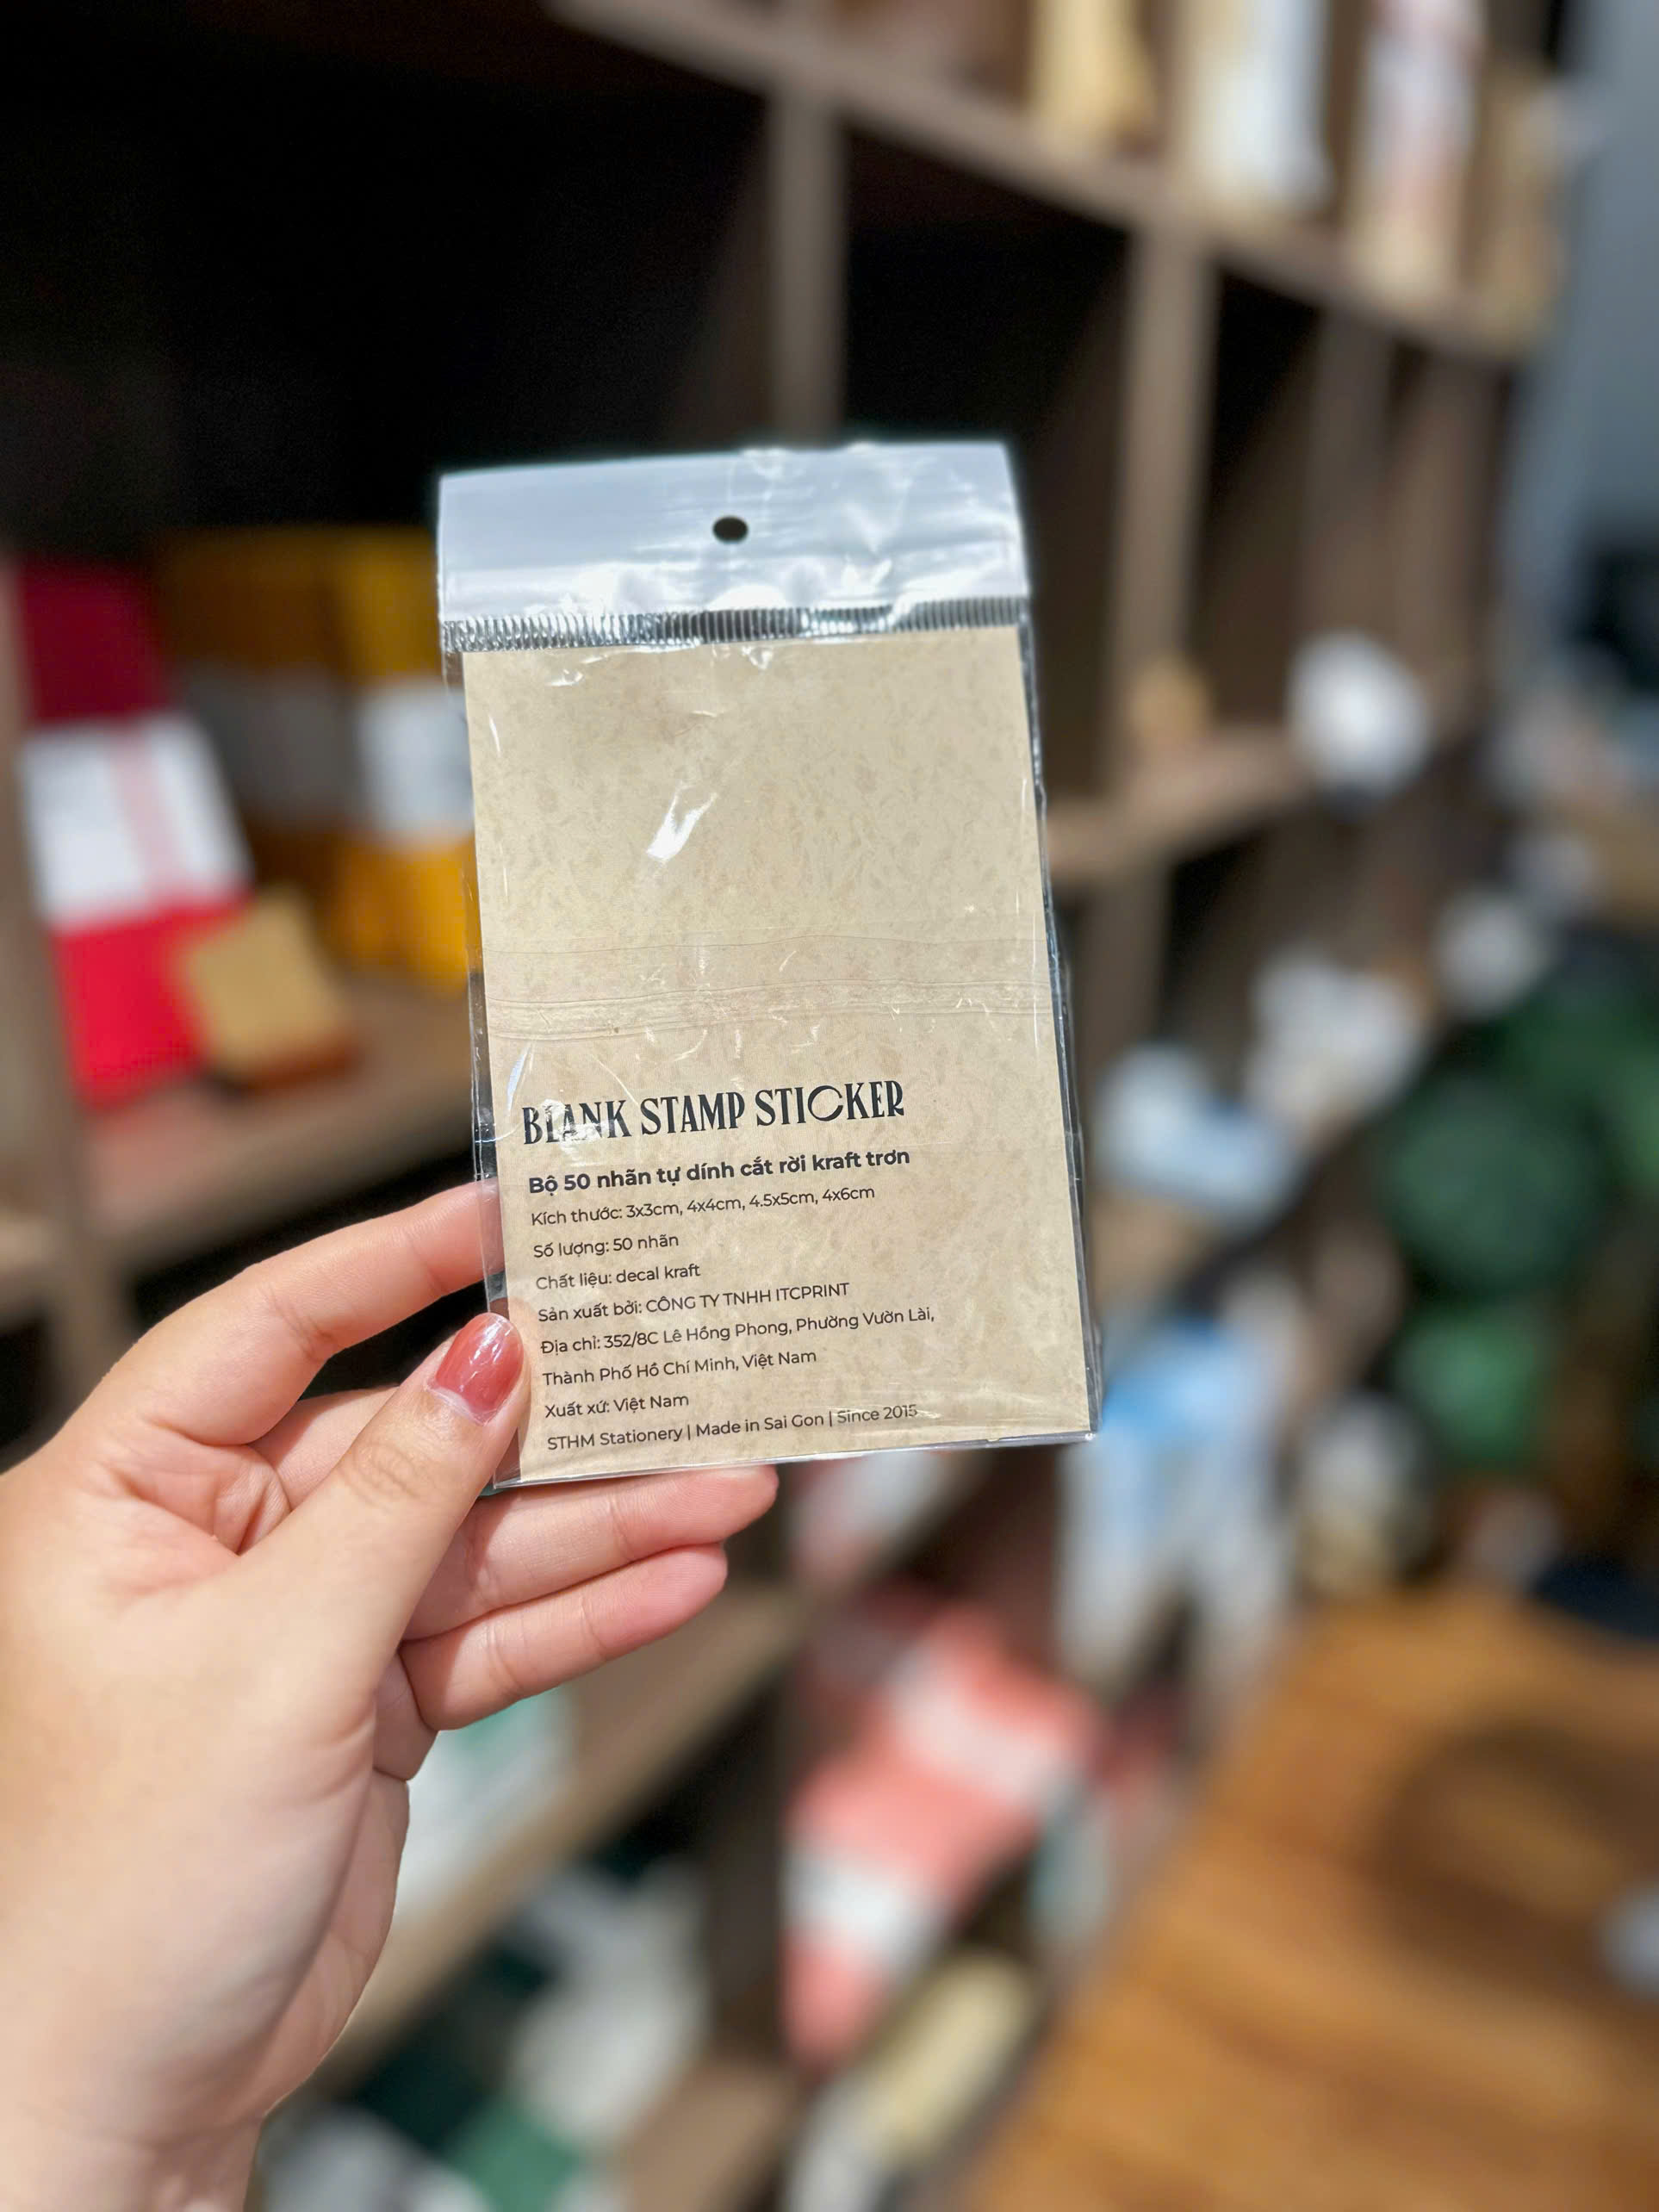 BLANK STAMP STICKER
Bộ 50 nhãn tự dính cắt rời kraft trơn
Kích thước: 3x3cm, 4x4cm, 4.5x5cm, 4x6cm
Số lượng: 50 nhãn
Chất liệu: decal kraft
Sản xuất bởi: CÔNG TY TNHH ITCPRINT
Địa chỉ: 352/8C Lê Hồng Phong, Phường Vườn Lài,
Thành Phố Hồ Chí Minh, Việt Nam
Xuất xứ: Việt Nam
STHM Stationery | Made in Sai Gon | Since 2015